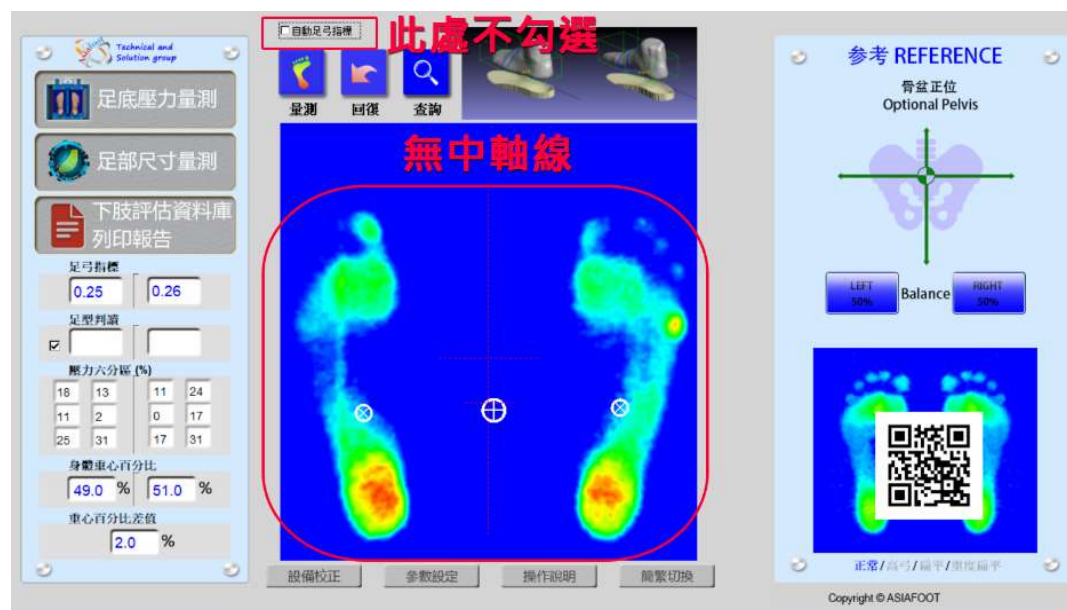 Technical and
Solution group
足底壓力量測
足部尺寸量測
下肢評估資料庫
列印報告
足弓指標
0.25 0.26
足型判讀
壓力六分區 (%)
18 13 11 24
11 2 0 17
25 31 17 31
身體重心百分比
49.0 % 51.0 %
重心百分比差值
2.0 %
自動足弓指標
此處不勾選
量測 回復 查詢
無中軸線
設備校正 參數設定 操作說明 簡繁切換
参考 REFERENCE
骨盆正位
Optional Pelvis
LEFT
50%
Balance
RIGHT
50%
正常/高弓/扁平/重度扁平
Copyright © ASIAFOOT